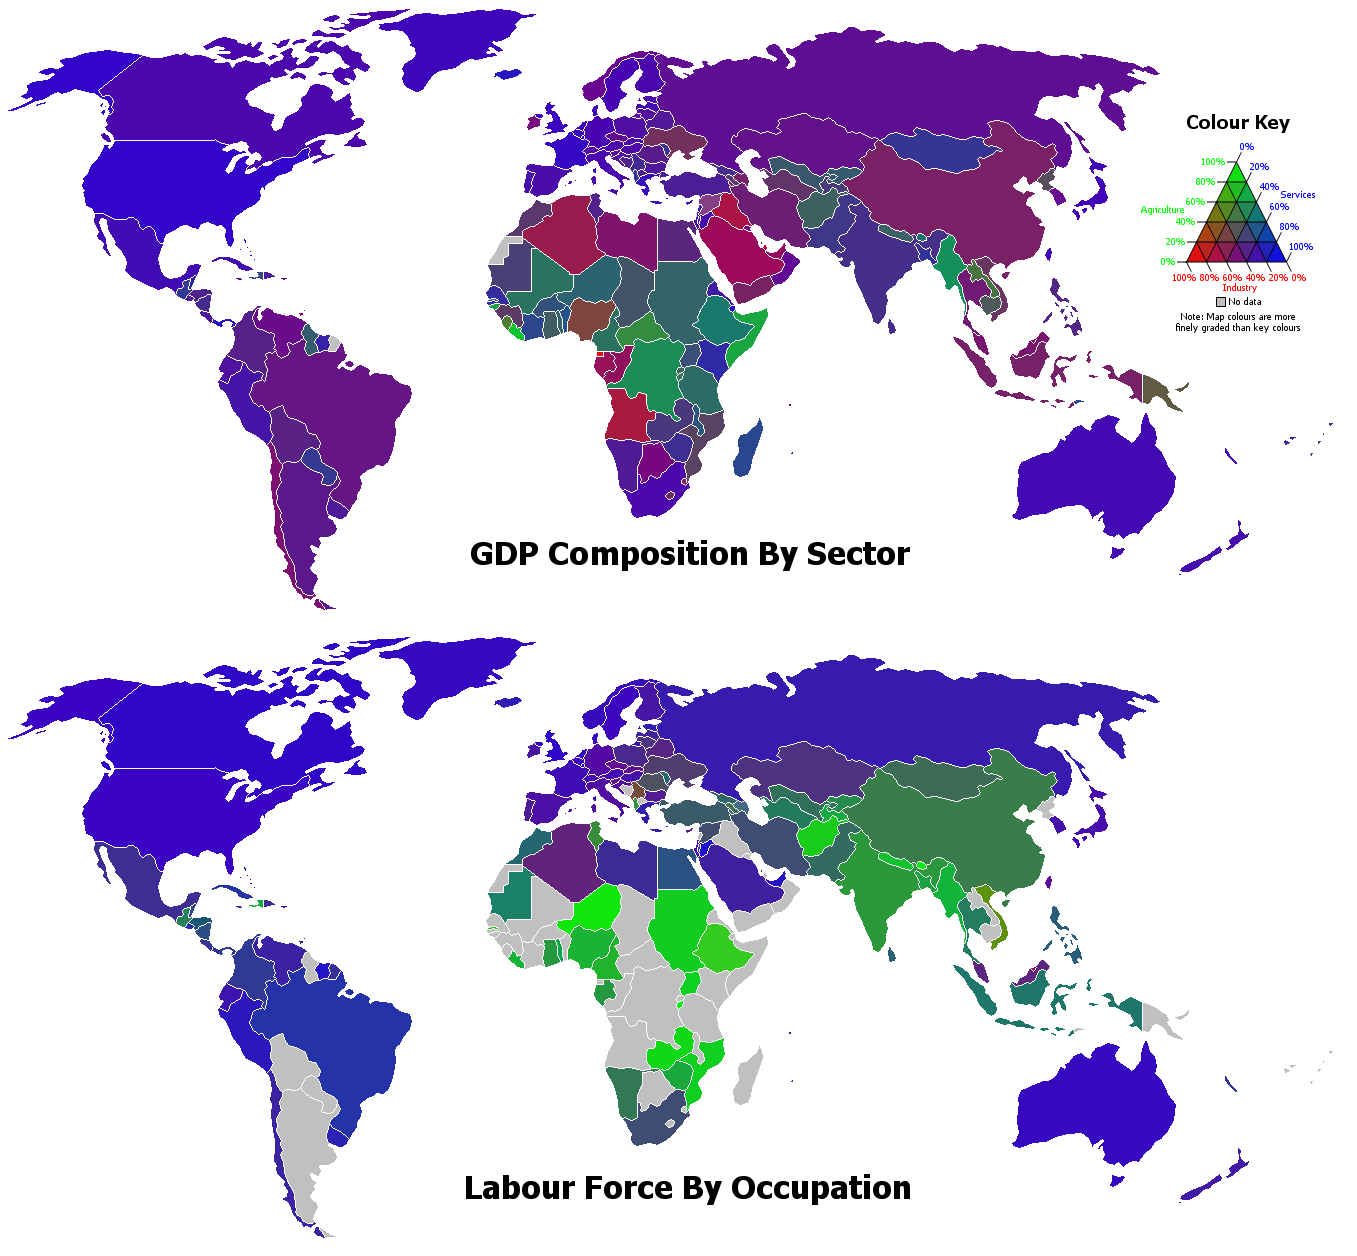 Colour Key
0%
100% 20%
80% 40%
Services
60% 60%
Agriculture
40% 80%
20% 100%
0%
100% 80% 60% 40% 20% 0%
Industry
No data
Note: Map colours are more
finely graded than key colours
GDP Composition By Sector
Labour Force By Occupation